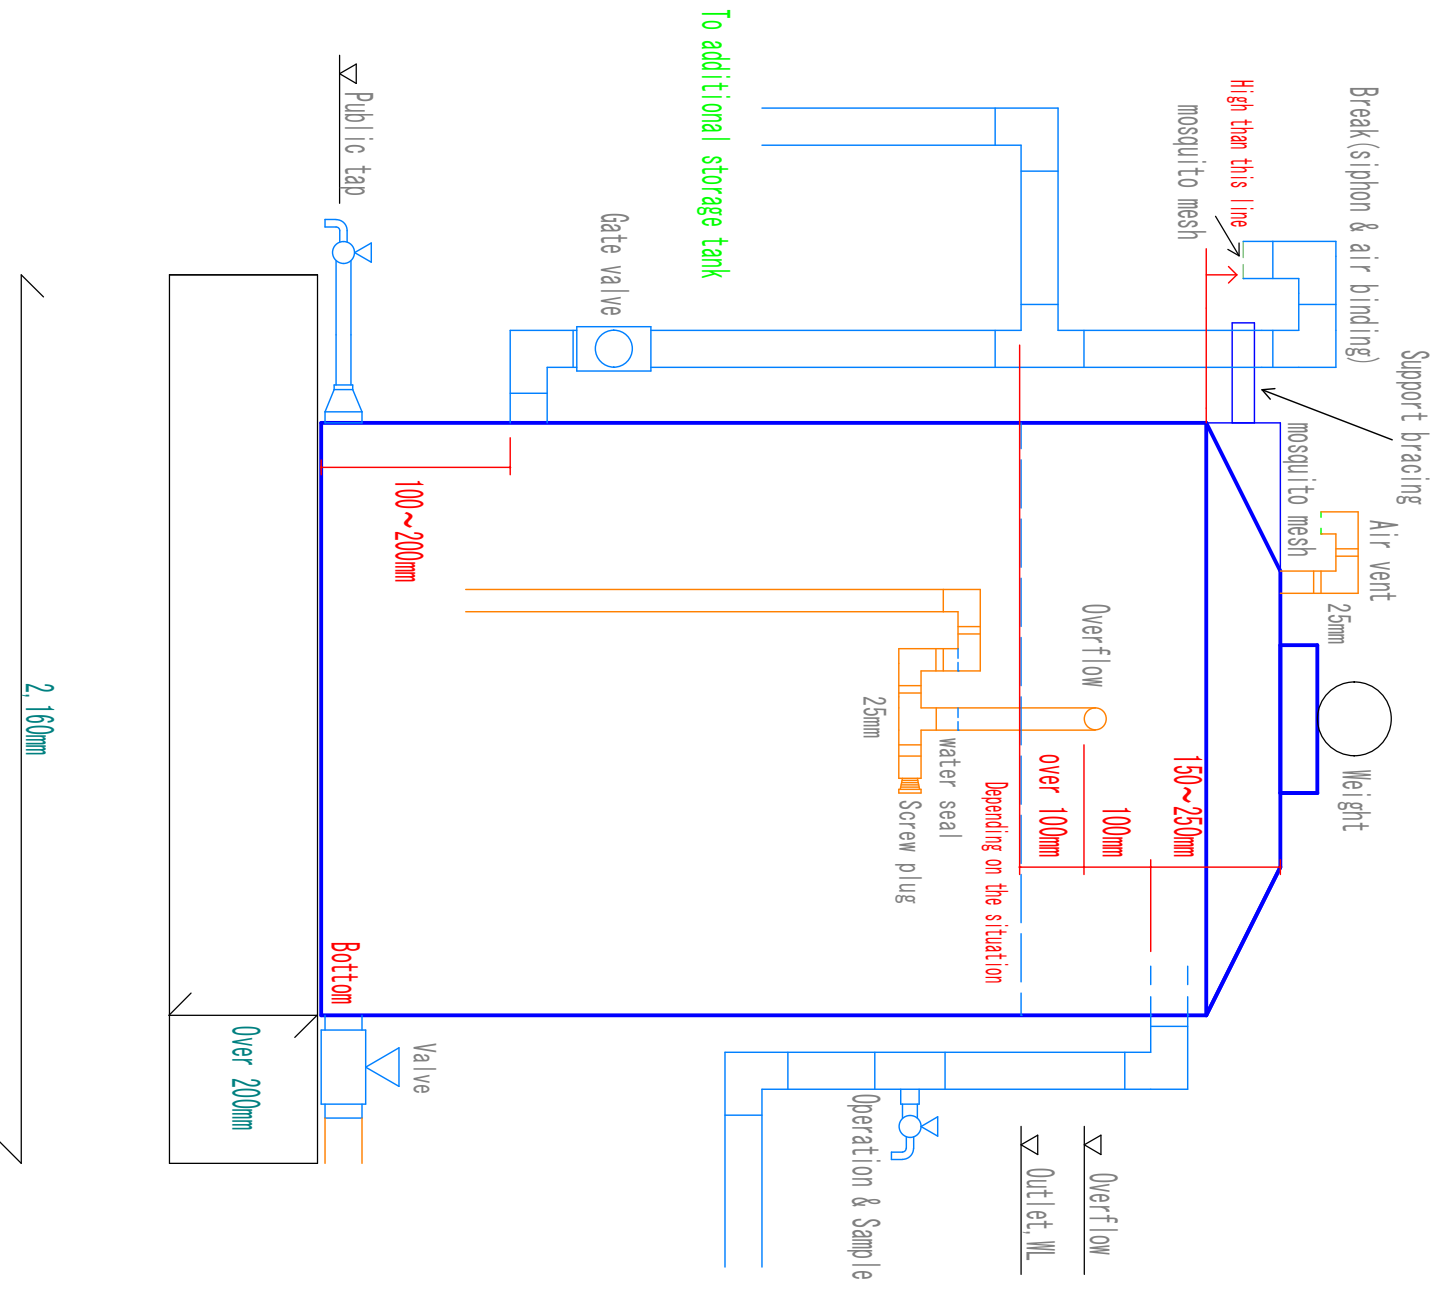 Weight
25mm
Air vent
mosquito mesh
Support bracing
Break(siphon & air binding)
High than this line
mosquito mesh
150~250mm
100mm
over 100mm
Overflow
Depending on the situation
water seal
Screw plug
25mm
Overflow
Outlet,WL
Operation & Sample
To additional storage tank
Gate valve
100~200mm
Public tap
Bottom
Valve
Over 200mm
2,160mm